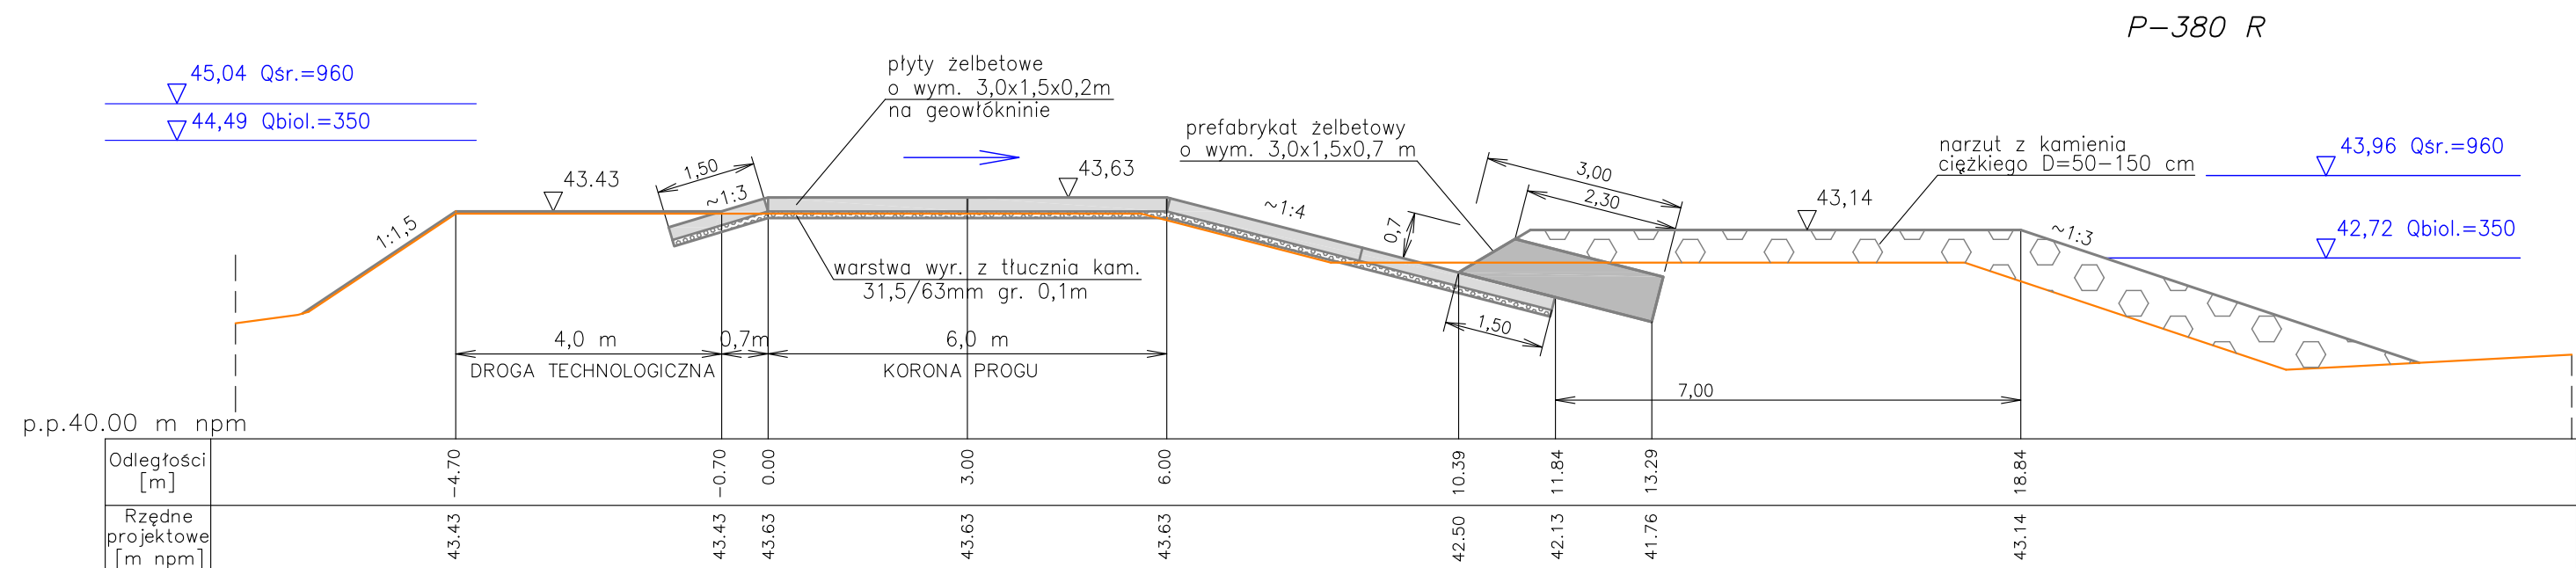 P-380 R
45,04 Qśr.=960
44,49 Qbiol.=350
płyty żelbetowe
o wym. 3,0x1,5x0,2m
na geowłókninie
prefabrykat żelbetowy
o wym. 3,0x1,5x0,7 m
narzut z kamienia
ciężkiego D=50-150 cm
43,96 Qśr.=960
42,72 Qbiol.=350
1:1,5
43.43
1,50
~1:3
43,63
~1:4
0,7
3,00
2,30
43,14
~1:3
warstwa wyr. z tłucznia kam.
31,5/63mm gr. 0,1m
1,50
4,0 m
0,7m
6,0 m
DROGA TECHNOLOGICZNA
KORONA PROGU
7,00
p.p.40.00 m npm
Odległości
[m]
-4.70
-0.70
0.00
3.00
6.00
10.39
11.84
13.29
18.84
Rzędne
projektowe
[m npm]
43.43
43.43
43.63
43.63
43.63
42.50
42.13
41.76
43.14